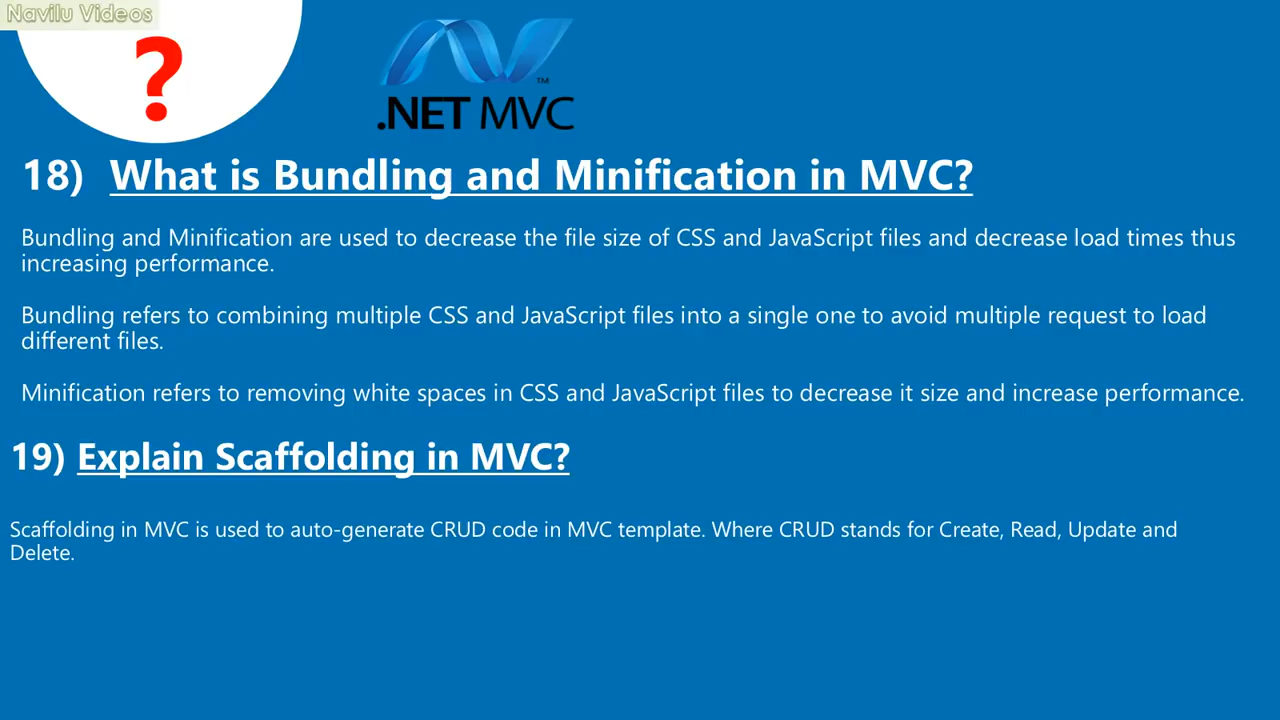 Navilu Videos
?
™
.NET MVC
18) What is Bundling and Minification in MVC?
Bundling and Minification are used to decrease the file size of CSS and JavaScript files and decrease load times thus
increasing performance.
Bundling refers to combining multiple CSS and JavaScript files into a single one to avoid multiple request to load
different files.
Minification refers to removing white spaces in CSS and JavaScript files to decrease it size and increase performance.
19) Explain Scaffolding in MVC?
Scaffolding in MVC is used to auto-generate CRUD code in MVC template. Where CRUD stands for Create, Read, Update and
Delete.